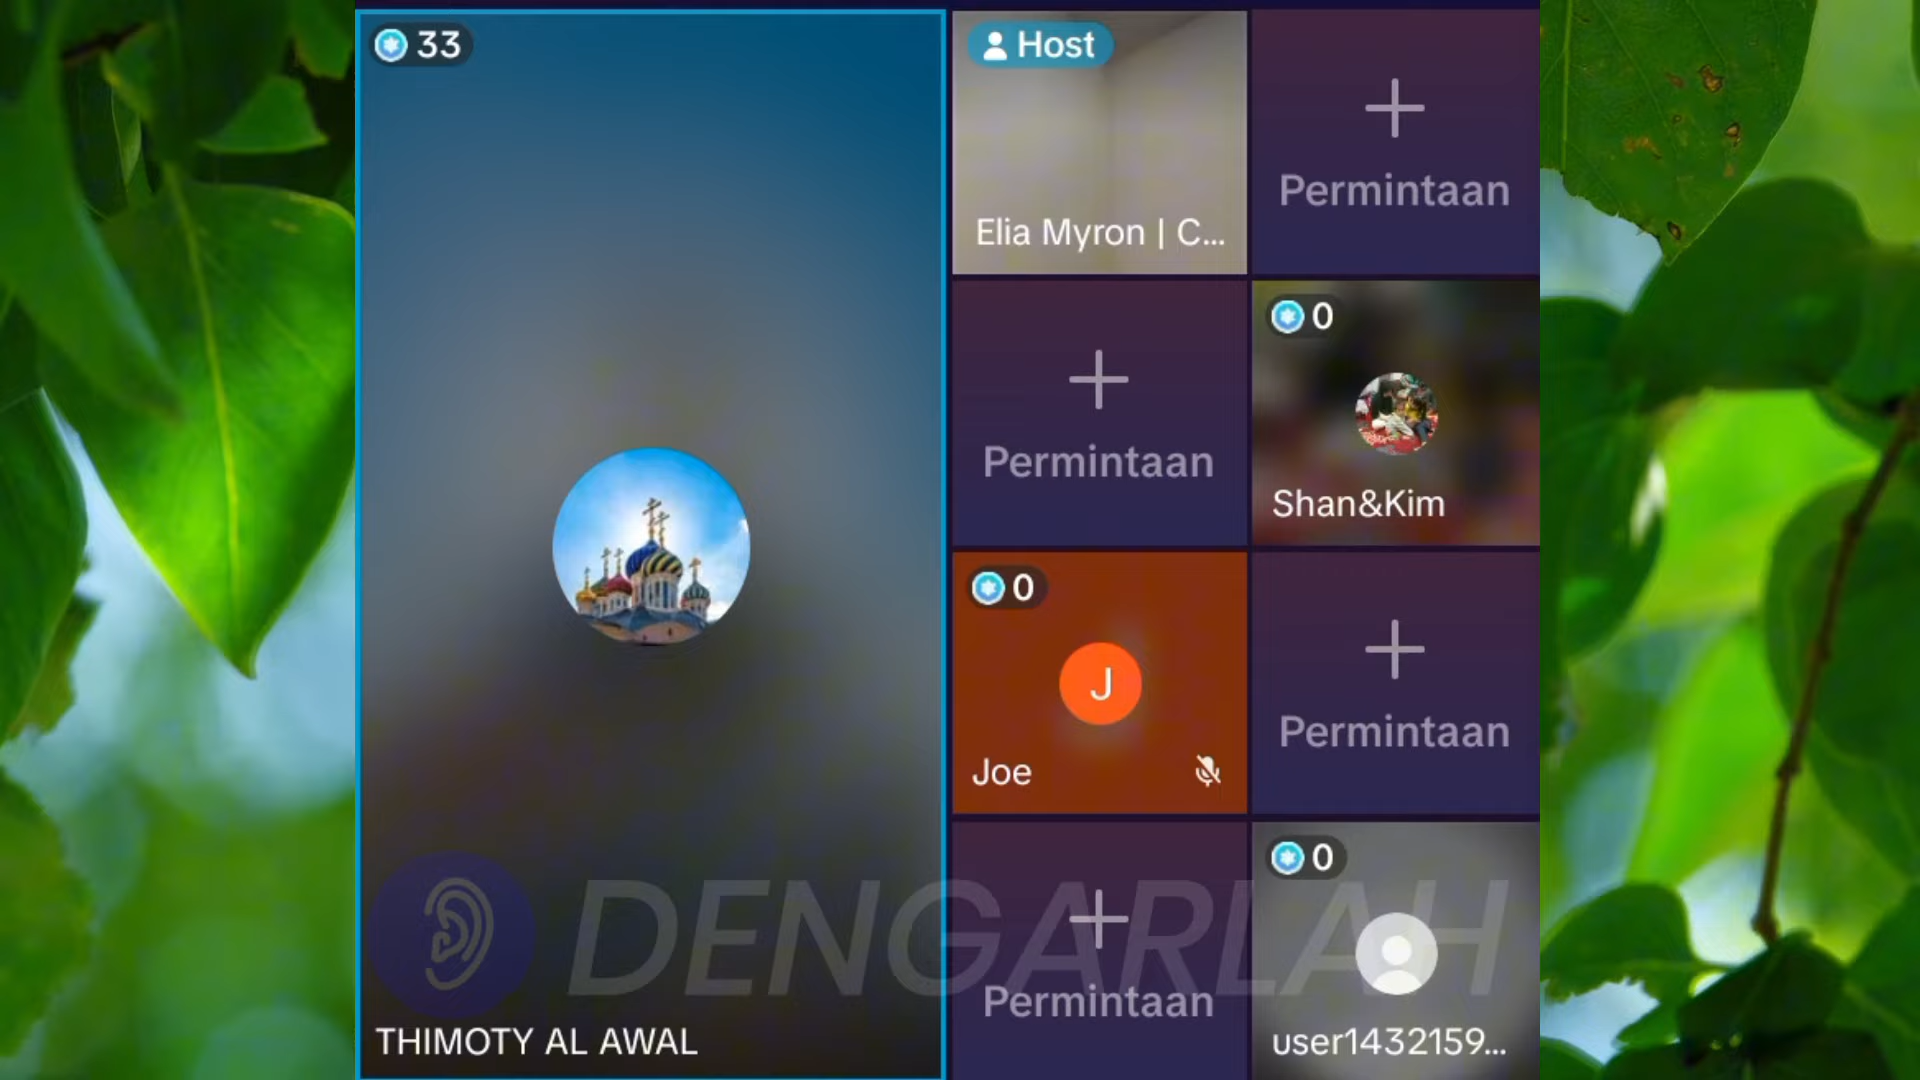 33
Host
Elia Myron | C...
Permintaan
Permintaan
0
Shan&Kim
0
J
Joe
Permintaan
Permintaan
0
user1432159...
THIMOTY AL AWAL
DENGARLAH